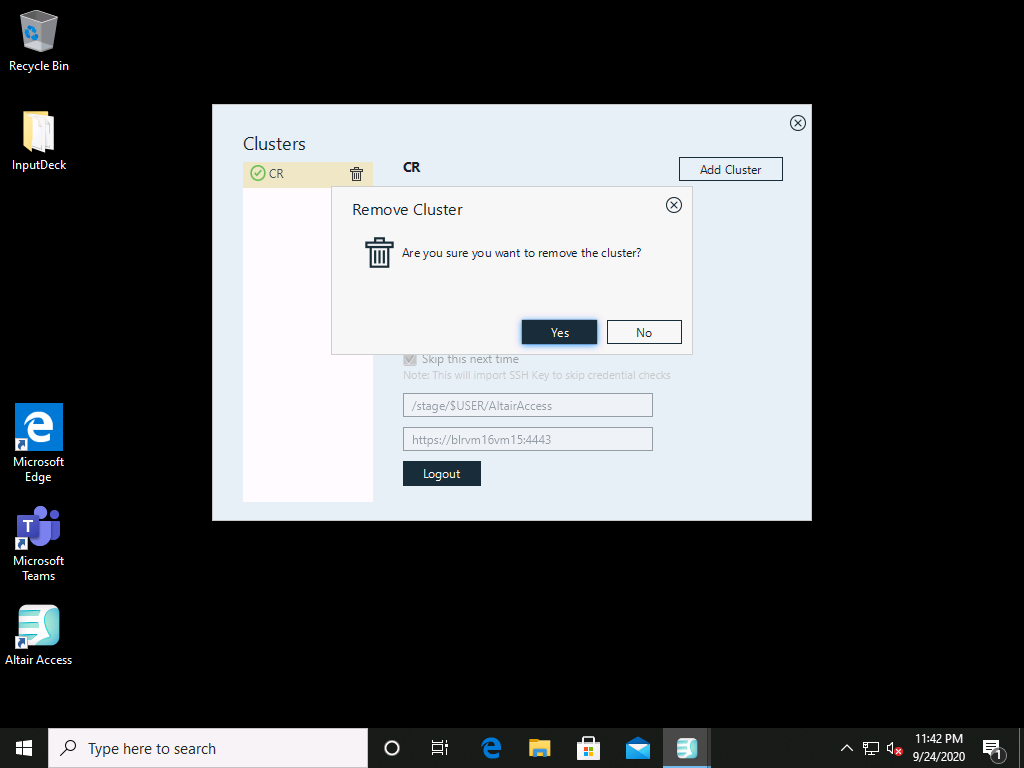 Recycle Bin
InputDeck
Microsoft
Edge
T
Microsoft
Teams
Altair Access
Clusters
CR
CR
Add Cluster
Remove Cluster
Are you sure you want to remove the cluster?
Yes
No
Skip this next time
Note: This will import SSH Key to skip credential checks
/stage/$USER/AltairAccess
https://blrvm16vm15:4443
Logout
Type here to search
11:42 PM
9/24/2020
1